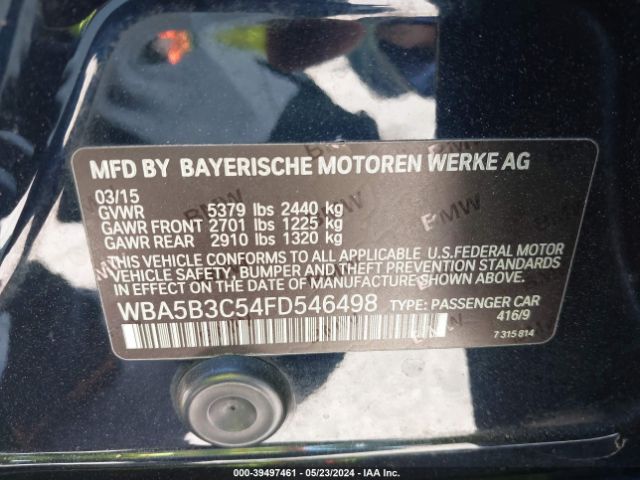 MFD BY BAYERISCHE MOTOREN WERKE AG
03/15
GVWR 5379 lbs 2440 kg
GAWR FRONT 2701 lbs 1225 kg
GAWR REAR 2910 lbs 1320 kg
THIS VEHICLE CONFORMS TO ALL APPLICABLE U.S.FEDERAL MOTOR
VEHICLE SAFETY, BUMPER AND THEFT PREVENTION STANDARDS
IN EFFECT ON THE DATE OF MANUFACTURE SHOWN ABOVE.
WBA5B3C54FD546498 TYPE: PASSENGER CAR
416/9
7 315 814
000-39497461 - 05/23/2024 - IAA Inc.